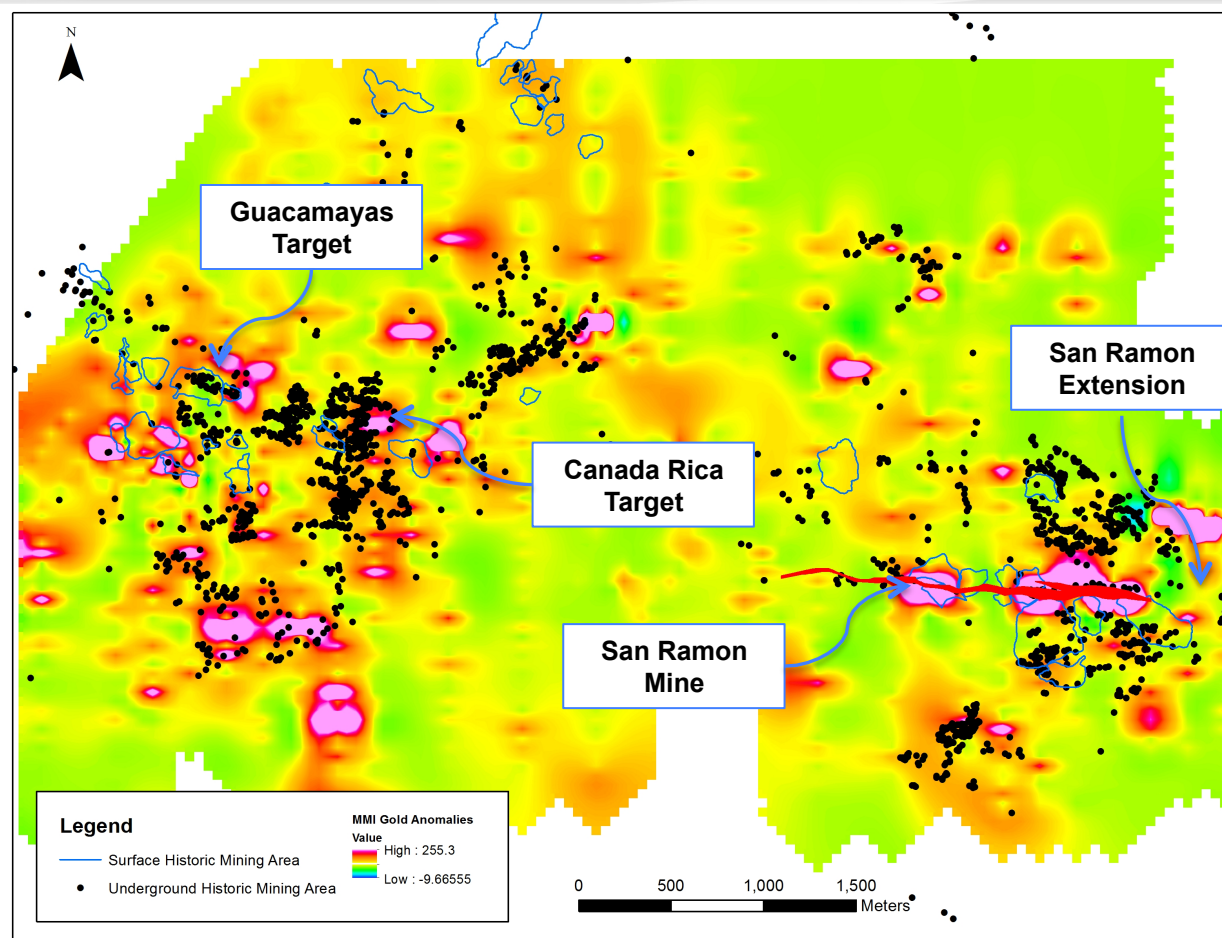 N
Guacamayas
Target
San Ramon
Extension
Canada Rica
Target
San Ramon
Mine
Legend
Surface Historic Mining Area
Underground Historic Mining Area
MMI Gold Anomalies
Value
High : 255.3
Low : -9.66555
0 500 1,000 1,500
Meters